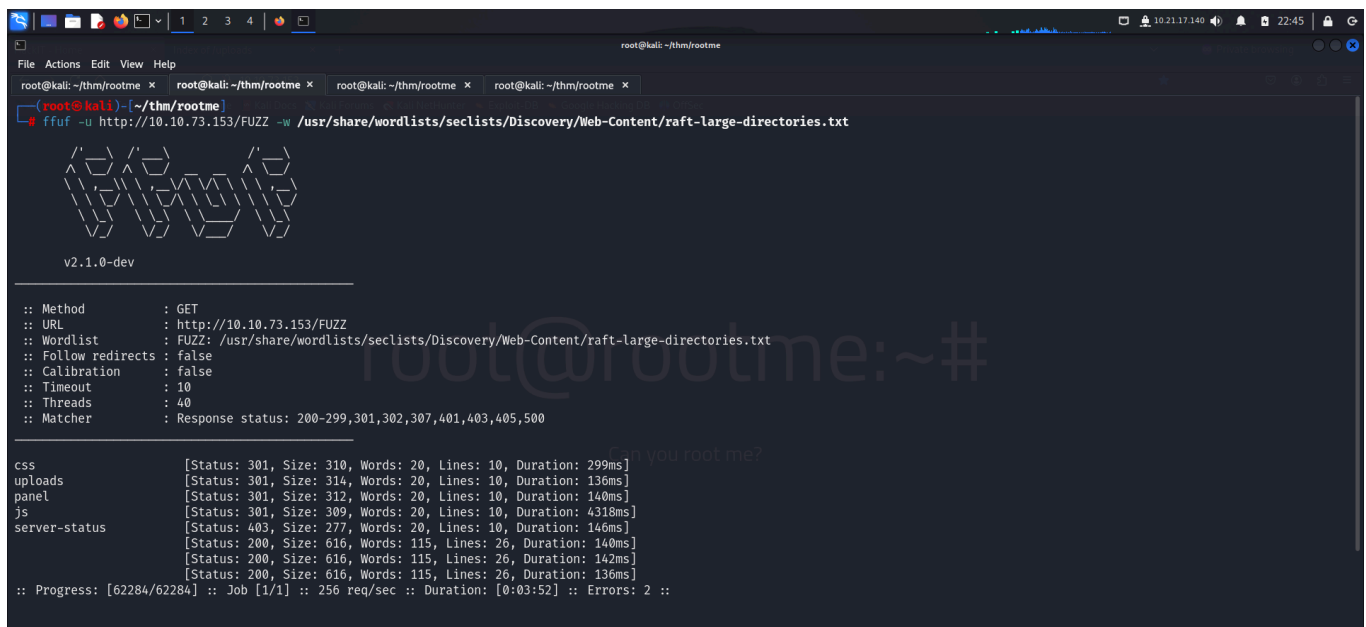 1 2 3 4
10.21.17.140 22:45
root@kali: ~/thm/rootme
File Actions Edit View Help
root@kali: ~/thm/rootme × root@kali: ~/thm/rootme × root@kali: ~/thm/rootme × root@kali: ~/thm/rootme ×
(root㉿kali)-[~/thm/rootme]
# ffuf -u http://10.10.73.153/FUZZ -w /usr/share/wordlists/seclists/Discovery/Web-Content/raft-large-directories.txt
v2.1.0-dev
:: Method : GET
:: URL : http://10.10.73.153/FUZZ
:: Wordlist : FUZZ: /usr/share/wordlists/seclists/Discovery/Web-Content/raft-large-directories.txt
:: Follow redirects : false
:: Calibration : false
:: Timeout : 10
:: Threads : 40
:: Matcher : Response status: 200-299,301,302,307,401,403,405,500
root@rootme:~#
Can you root me?
css [Status: 301, Size: 310, Words: 20, Lines: 10, Duration: 299ms]
uploads [Status: 301, Size: 314, Words: 20, Lines: 10, Duration: 136ms]
panel [Status: 301, Size: 312, Words: 20, Lines: 10, Duration: 140ms]
js [Status: 301, Size: 309, Words: 20, Lines: 10, Duration: 4318ms]
server-status [Status: 403, Size: 277, Words: 20, Lines: 10, Duration: 146ms]
[Status: 200, Size: 616, Words: 115, Lines: 26, Duration: 140ms]
[Status: 200, Size: 616, Words: 115, Lines: 26, Duration: 142ms]
[Status: 200, Size: 616, Words: 115, Lines: 26, Duration: 136ms]
:: Progress: [62284/62284] :: Job [1/1] :: 256 req/sec :: Duration: [0:03:52] :: Errors: 2 ::